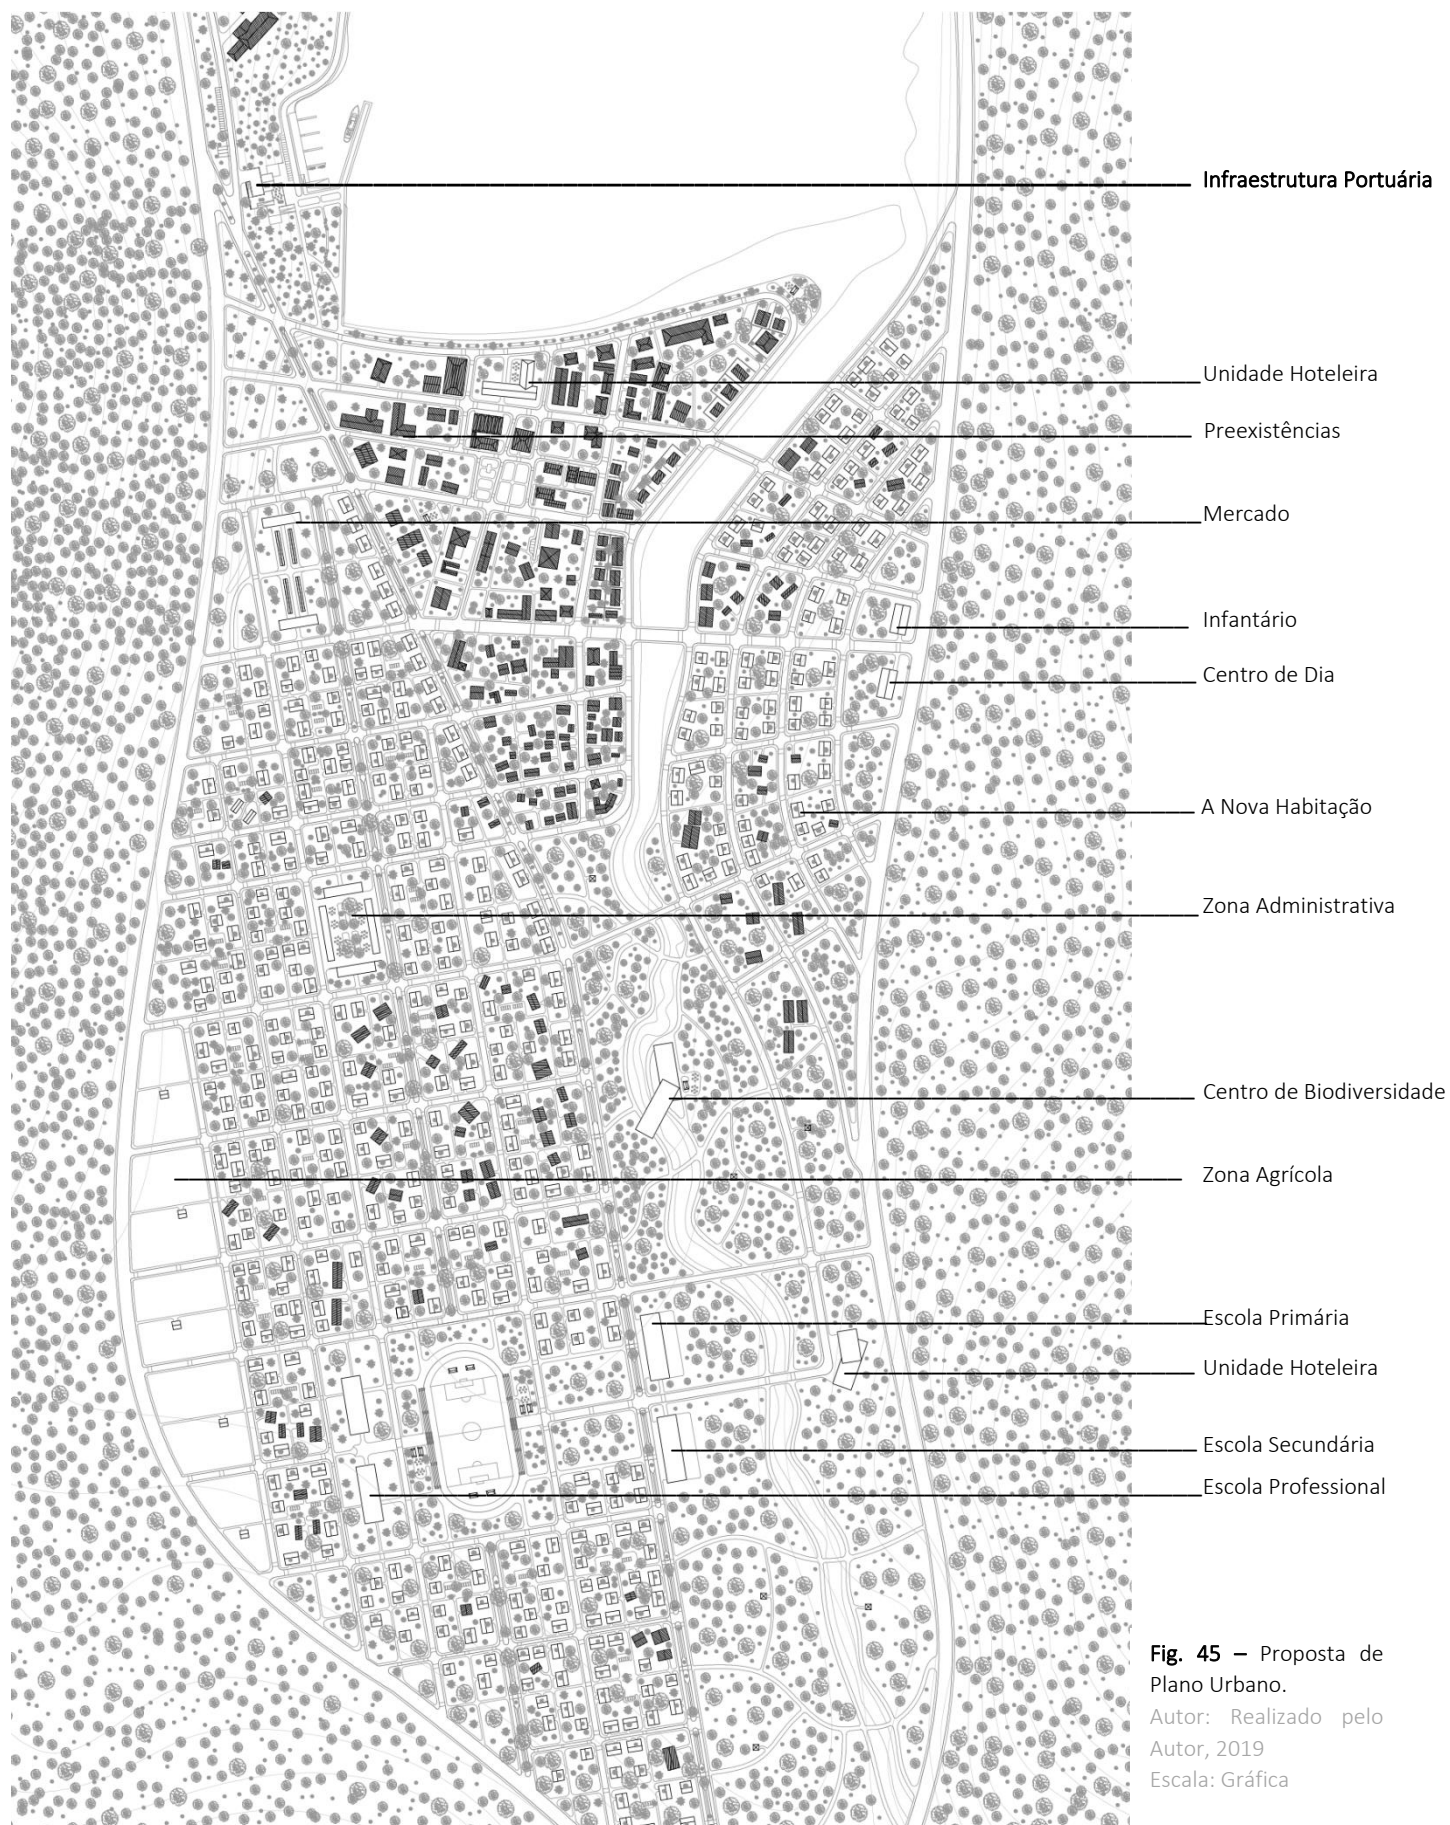 Infraestrutura Portuária
Unidade Hoteleira
Preexistências
Mercado
Infantário
Centro de Dia
A Nova Habitação
Zona Administrativa
Centro de Biodiversidade
Zona Agrícola
Escola Primária
Unidade Hoteleira
Escola Secundária
Escola Professional
Fig. 45 – Proposta de
Plano Urbano.
Autor: Realizado pelo
Autor, 2019
Escala: Gráfica